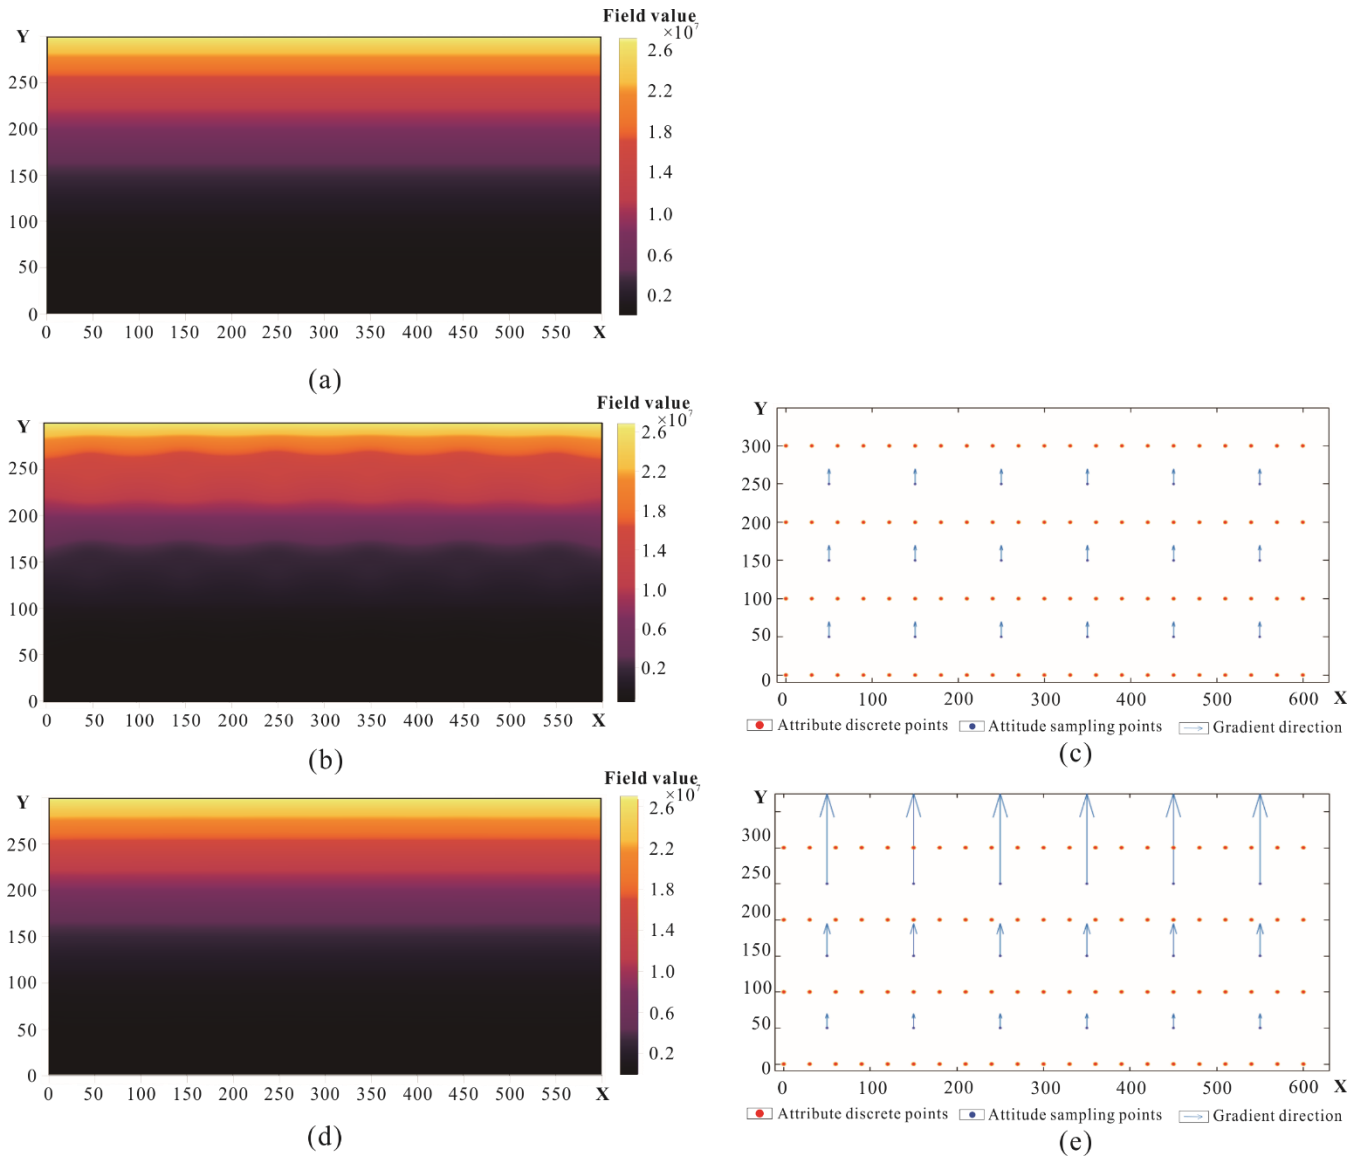 Field value
×10⁷
Y
2.6
250
2.2
200
1.8
150
1.4
100
1.0
50
0.6
0
0.2
0 50 100 150 200 250 300 350 400 450 500 550 X
(a)
Field value
×10⁷
2.6
250
2.2
200
1.8
150
1.4
100
1.0
50
0.6
0
0.2
50 100 150 200 250 300 350 400 450 500 550 X
(b)
Y
300
250
200
150
100
50
0
0 100 200 300 400 500 600 X
Attribute discrete points Attitude sampling points Gradient direction
(c)
Field value
×10⁷
Y
2.6
250
2.2
200
1.8
150
1.4
100
1.0
50
0.6
0
0.2
0 50 100 150 200 250 300 350 400 450 500 550 X
(d)
Y
300
250
200
150
100
50
0
0 100 200 300 400 500 600 X
Attribute discrete points Attitude sampling points Gradient direction
(e)